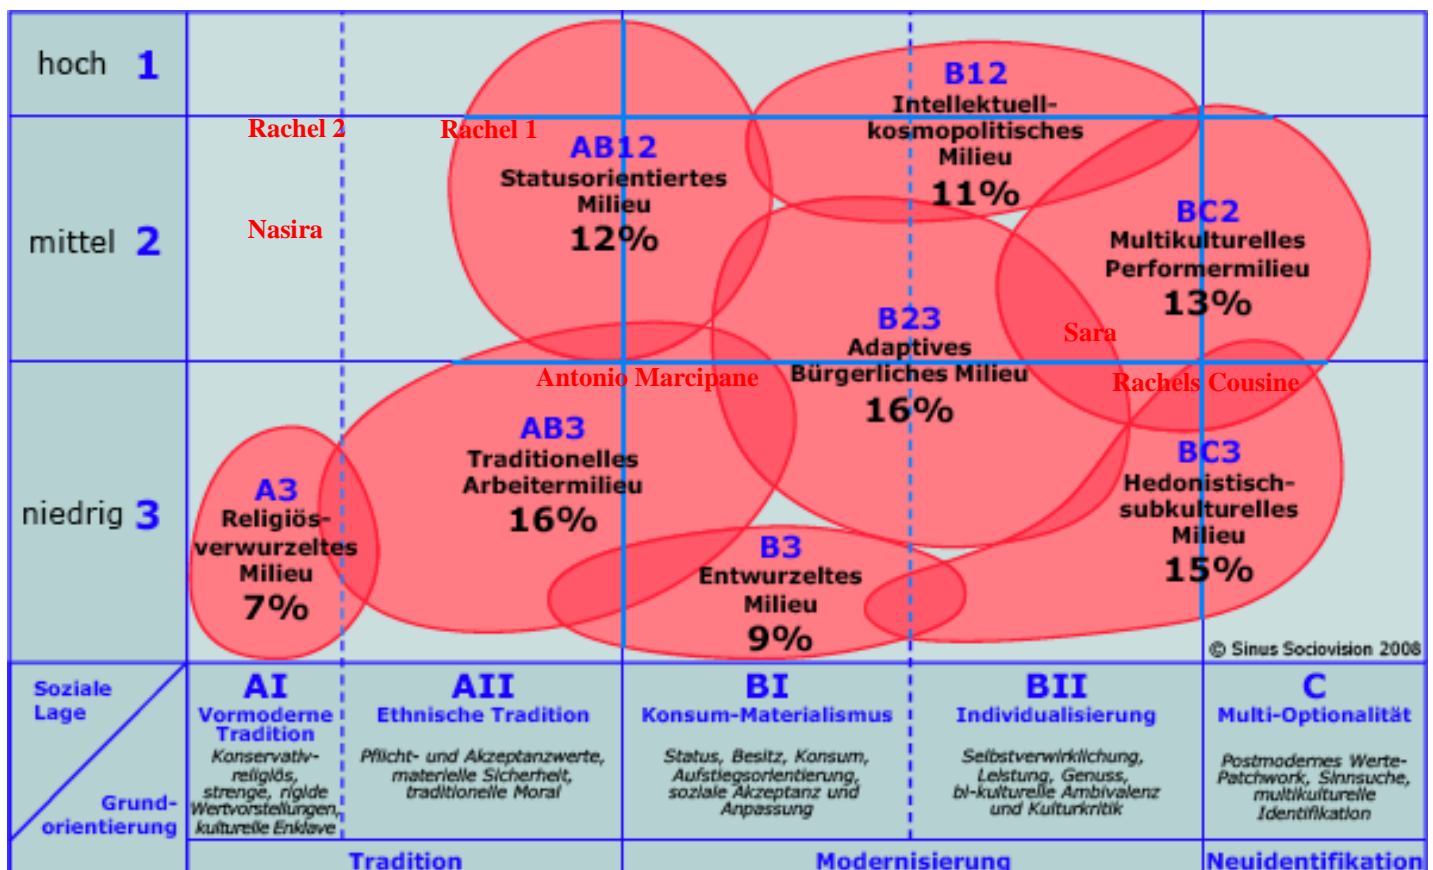 hoch 1
B12
Intellektuell-
kosmopolitisches
Milieu
11%
Rachel 2
Rachel 1
AB12
Statusorientiertes
Milieu
12%
mittel 2
Nasira
BC2
Multikulturelles
Performermilieu
13%
B23
Adaptives
Bürgerliches Milieu
16%
Sara
Antonio Marcipane
Rachels Cousine
AB3
Traditionelles
Arbeitermilieu
16%
BC3
Hedonistisch-
subkulturelles
Milieu
15%
niedrig 3
A3
Religiös-
verwurzeltes
Milieu
7%
B3
Entwurzeltes
Milieu
9%
© Sinus Sociovision 2008
Soziale
Lage
Grund-
orientierung
AI
Vormoderne
Tradition
Konservativ-
religiös,
strenge, rigide
Wertvorstellungen,
kulturelle Enklave
AII
Ethnische Tradition
Pflicht- und Akzeptanzwerte,
materielle Sicherheit,
traditionelle Moral
BI
Konsum-Materialismus
Status, Besitz, Konsum,
Aufstiegsorientierung,
soziale Akzeptanz und
Anpassung
BII
Individualisierung
Selbstverwirklichung,
Leistung, Genuss,
bi-kulturelle Ambivalenz
und Kulturkritik
C
Multi-Optionalität
Postmodernes Werte-
Patchwork, Sinnsuche,
multikulturelle
Identifikation
Tradition
Modernisierung
Neuidentifikation